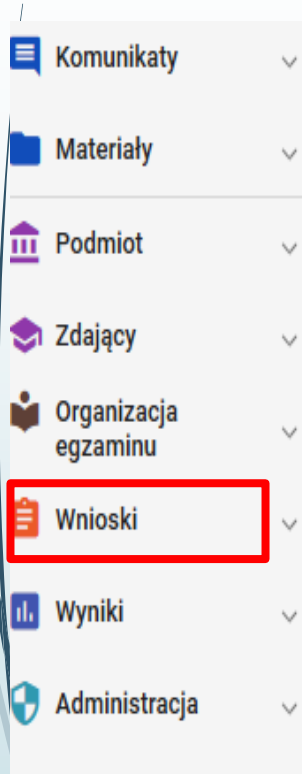 Komunikaty
Materiały
Podmiot
Zdający
Organizacja
egzaminu
Wnioski
Wyniki
Administracja